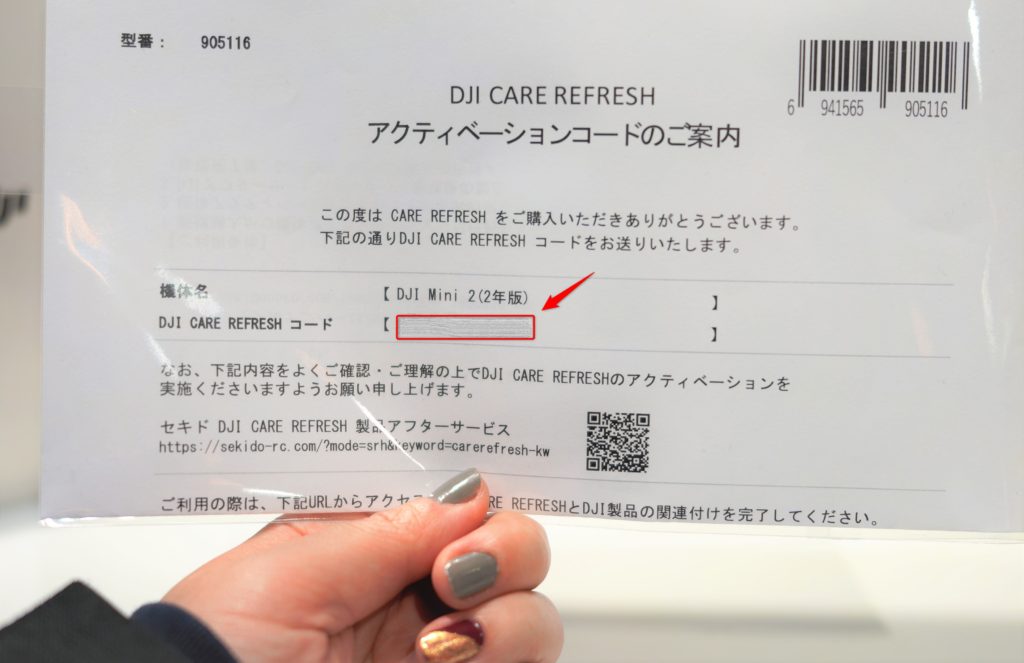 型番： 905116
6 941565 905116
DJI CARE REFRESH
アクティベーションコードのご案内
この度は CARE REFRESH をご購入いただきありがとうございます。
下記の通りDJI CARE REFRESH コードをお送りいたします。
機体名 【 DJI Mini 2(2年版) 】
DJI CARE REFRESH コード 【 】
なお、下記内容をよくご確認・ご理解の上でDJI CARE REFRESHのアクティベーションを
実施くださいますようお願い申し上げます。
セキド DJI CARE REFRESH 製品アフターサービス
https://sekido-rc.com/?mode=srh&keyword=carerefresh-kw
ご利用の際は、下記URLからアクセス RE REFRESHとDJI製品の関連付けを完了してください。